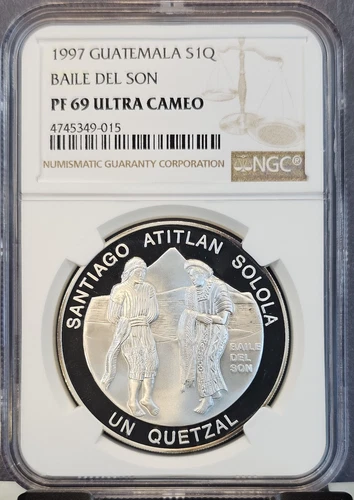 1997 GUATEMALA S1Q
BAILE DEL SON
PF 69 ULTRA CAMEO
4745349-015
NUMISMATIC GUARANTY CORPORATION
NGC®
SANTIAGO ATITLAN SOLOLA
BAILE
DEL
SON
UN QUETZAL